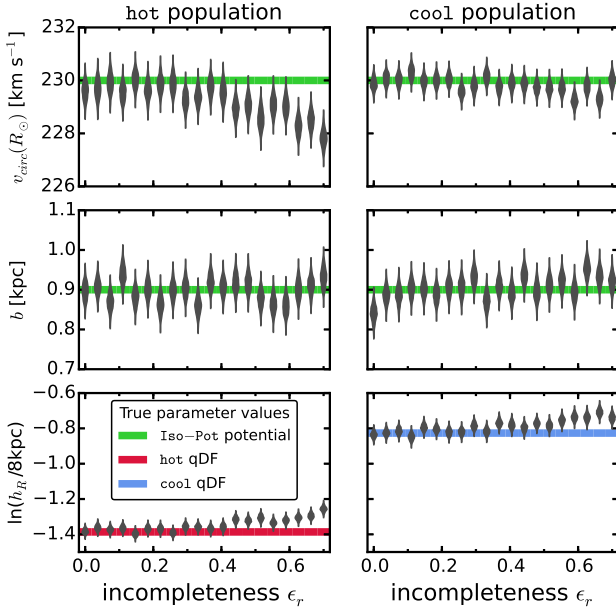 hot population
cool population
232
230
228
226
v_circ(R_⊙) [km s⁻¹]
1.1
1.0
0.9
0.8
0.7
b [kpc]
−0.6
−0.8
−1.0
−1.2
−1.4
ln(h_R/8kpc)
True parameter values
Iso−Pot potential
hot qDF
cool qDF
0.0 0.2 0.4 0.6
0.0 0.2 0.4 0.6
incompleteness ϵ_r
incompleteness ϵ_r